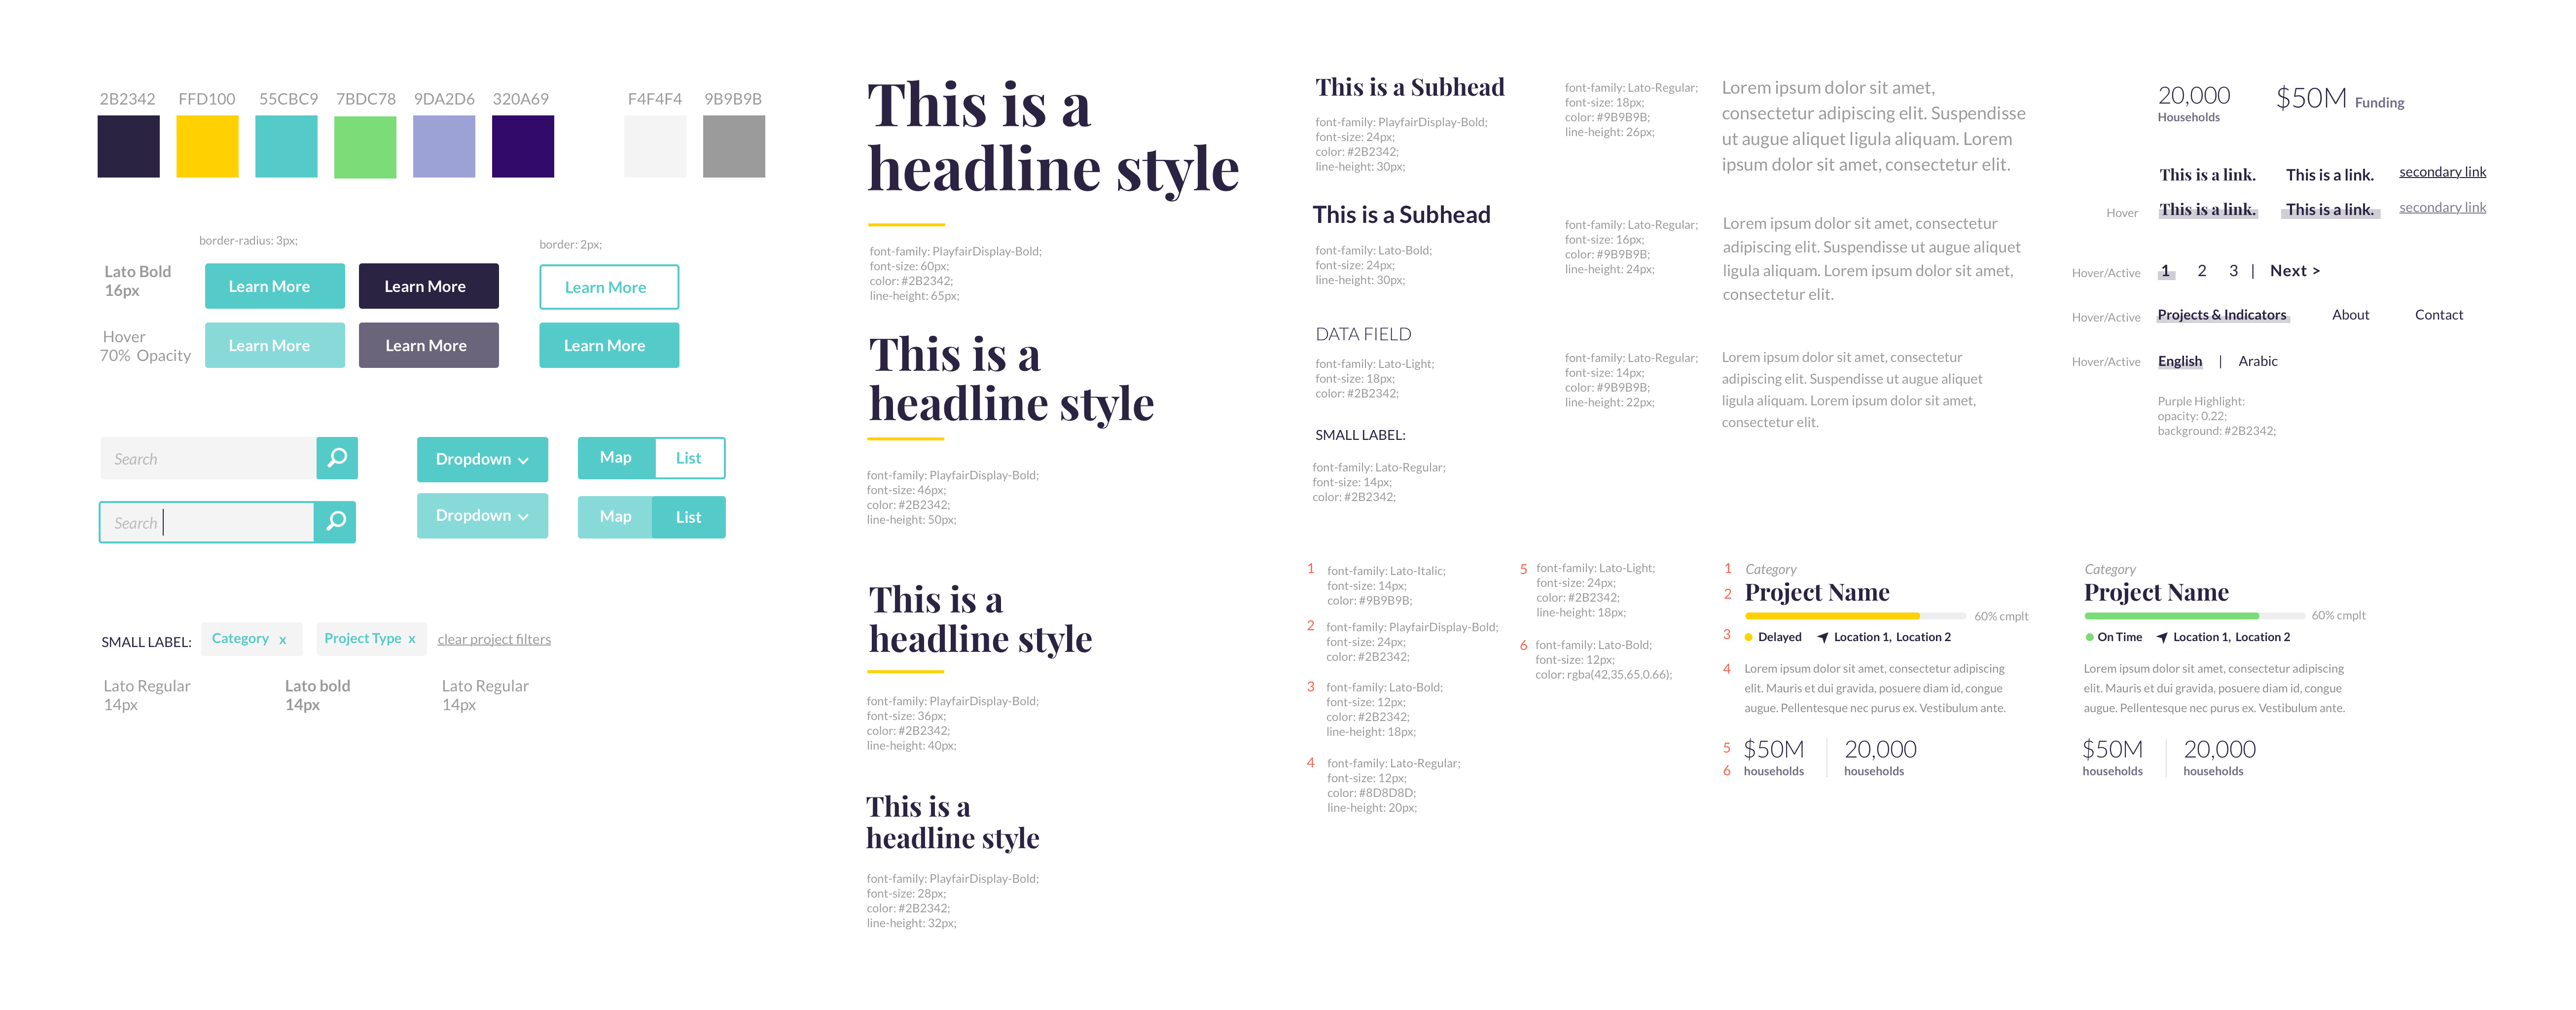 2B2342
FFD100
55CBC9
7BDC78
9DA2D6
320A69
F4F4F4
9B9B9B
border-radius: 3px;
border: 2px;
Lato Bold
16px
Learn More
Learn More
Learn More
Hover
70% Opacity
Learn More
Learn More
Learn More
Search
Dropdown
Map
List
Search
Dropdown
Map
List
SMALL LABEL:
Category x
Project Type x
clear project filters
Lato Regular
14px
Lato bold
14px
Lato Regular
14px
This is a
headline style
font-family: PlayfairDisplay-Bold;
font-size: 60px;
color: #2B2342;
line-height: 65px;
This is a
headline style
font-family: PlayfairDisplay-Bold;
font-size: 46px;
color: #2B2342;
line-height: 50px;
This is a
headline style
font-family: PlayfairDisplay-Bold;
font-size: 36px;
color: #2B2342;
line-height: 40px;
This is a
headline style
font-family: PlayfairDisplay-Bold;
font-size: 28px;
color: #2B2342;
line-height: 32px;
This is a Subhead
font-family: PlayfairDisplay-Bold;
font-size: 24px;
color: #2B2342;
line-height: 30px;
This is a Subhead
font-family: Lato-Bold;
font-size: 24px;
color: #2B2342;
line-height: 30px;
DATA FIELD
font-family: Lato-Light;
font-size: 18px;
color: #2B2342;
SMALL LABEL:
font-family: Lato-Regular;
font-size: 14px;
color: #2B2342;
font-family: Lato-Regular;
font-size: 18px;
color: #9B9B9B;
line-height: 26px;
Lorem ipsum dolor sit amet,
consectetur adipiscing elit. Suspendisse
ut augue aliquet ligula aliquam. Lorem
ipsum dolor sit amet, consectetur elit.
font-family: Lato-Regular;
font-size: 16px;
color: #9B9B9B;
line-height: 24px;
Lorem ipsum dolor sit amet, consectetur
adipiscing elit. Suspendisse ut augue aliquet
ligula aliquam. Lorem ipsum dolor sit amet,
consectetur elit.
font-family: Lato-Regular;
font-size: 14px;
color: #9B9B9B;
line-height: 22px;
Lorem ipsum dolor sit amet, consectetur
adipiscing elit. Suspendisse ut augue aliquet
ligula aliquam. Lorem ipsum dolor sit amet,
consectetur elit.
20,000
Households
$50M Funding
This is a link.
This is a link.
secondary link
Hover
This is a link.
This is a link.
secondary link
Hover/Active
1 2 3 | Next >
Hover/Active
Projects & Indicators
About
Contact
Hover/Active
English | Arabic
Purple Highlight:
opacity: 0.22;
background: #2B2342;
1
font-family: Lato-Italic;
font-size: 14px;
color: #9B9B9B;
2
font-family: PlayfairDisplay-Bold;
font-size: 24px;
color: #2B2342;
3
font-family: Lato-Bold;
font-size: 12px;
color: #2B2342;
line-height: 18px;
4
font-family: Lato-Regular;
font-size: 12px;
color: #8D8D8D;
line-height: 20px;
5
font-family: Lato-Light;
font-size: 24px;
color: #2B2342;
line-height: 18px;
6
font-family: Lato-Bold;
font-size: 12px;
color: rgba(42,35,65,0.66);
1 Category
2 Project Name
60% cmplt
3 Delayed Location 1, Location 2
4 Lorem ipsum dolor sit amet, consectetur adipiscing
elit. Mauris et dui gravida, posuere diam id, congue
augue. Pellentesque nec purus ex. Vestibulum ante.
5 $50M 20,000
6 households households
Category
Project Name
60% cmplt
On Time Location 1, Location 2
Lorem ipsum dolor sit amet, consectetur adipiscing
elit. Mauris et dui gravida, posuere diam id, congue
augue. Pellentesque nec purus ex. Vestibulum ante.
$50M 20,000
households households